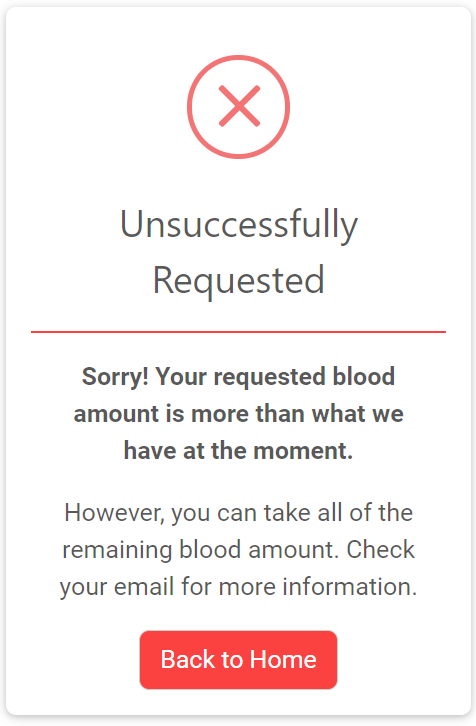 Unsuccessfully
Requested
Sorry! Your requested blood
amount is more than what we
have at the moment.
However, you can take all of the
remaining blood amount. Check
your email for more information.
Back to Home